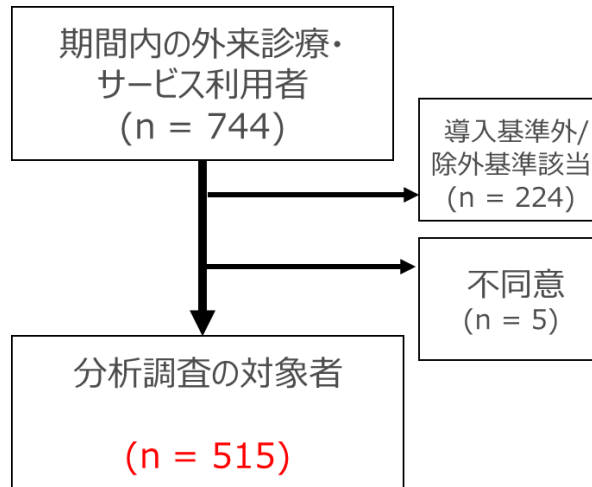 期間内の外来診療・
サービス利用者
(n = 744)
導入基準外/
除外基準該当
(n = 224)
不同意
(n = 5)
分析調査の対象者
(n = 515)